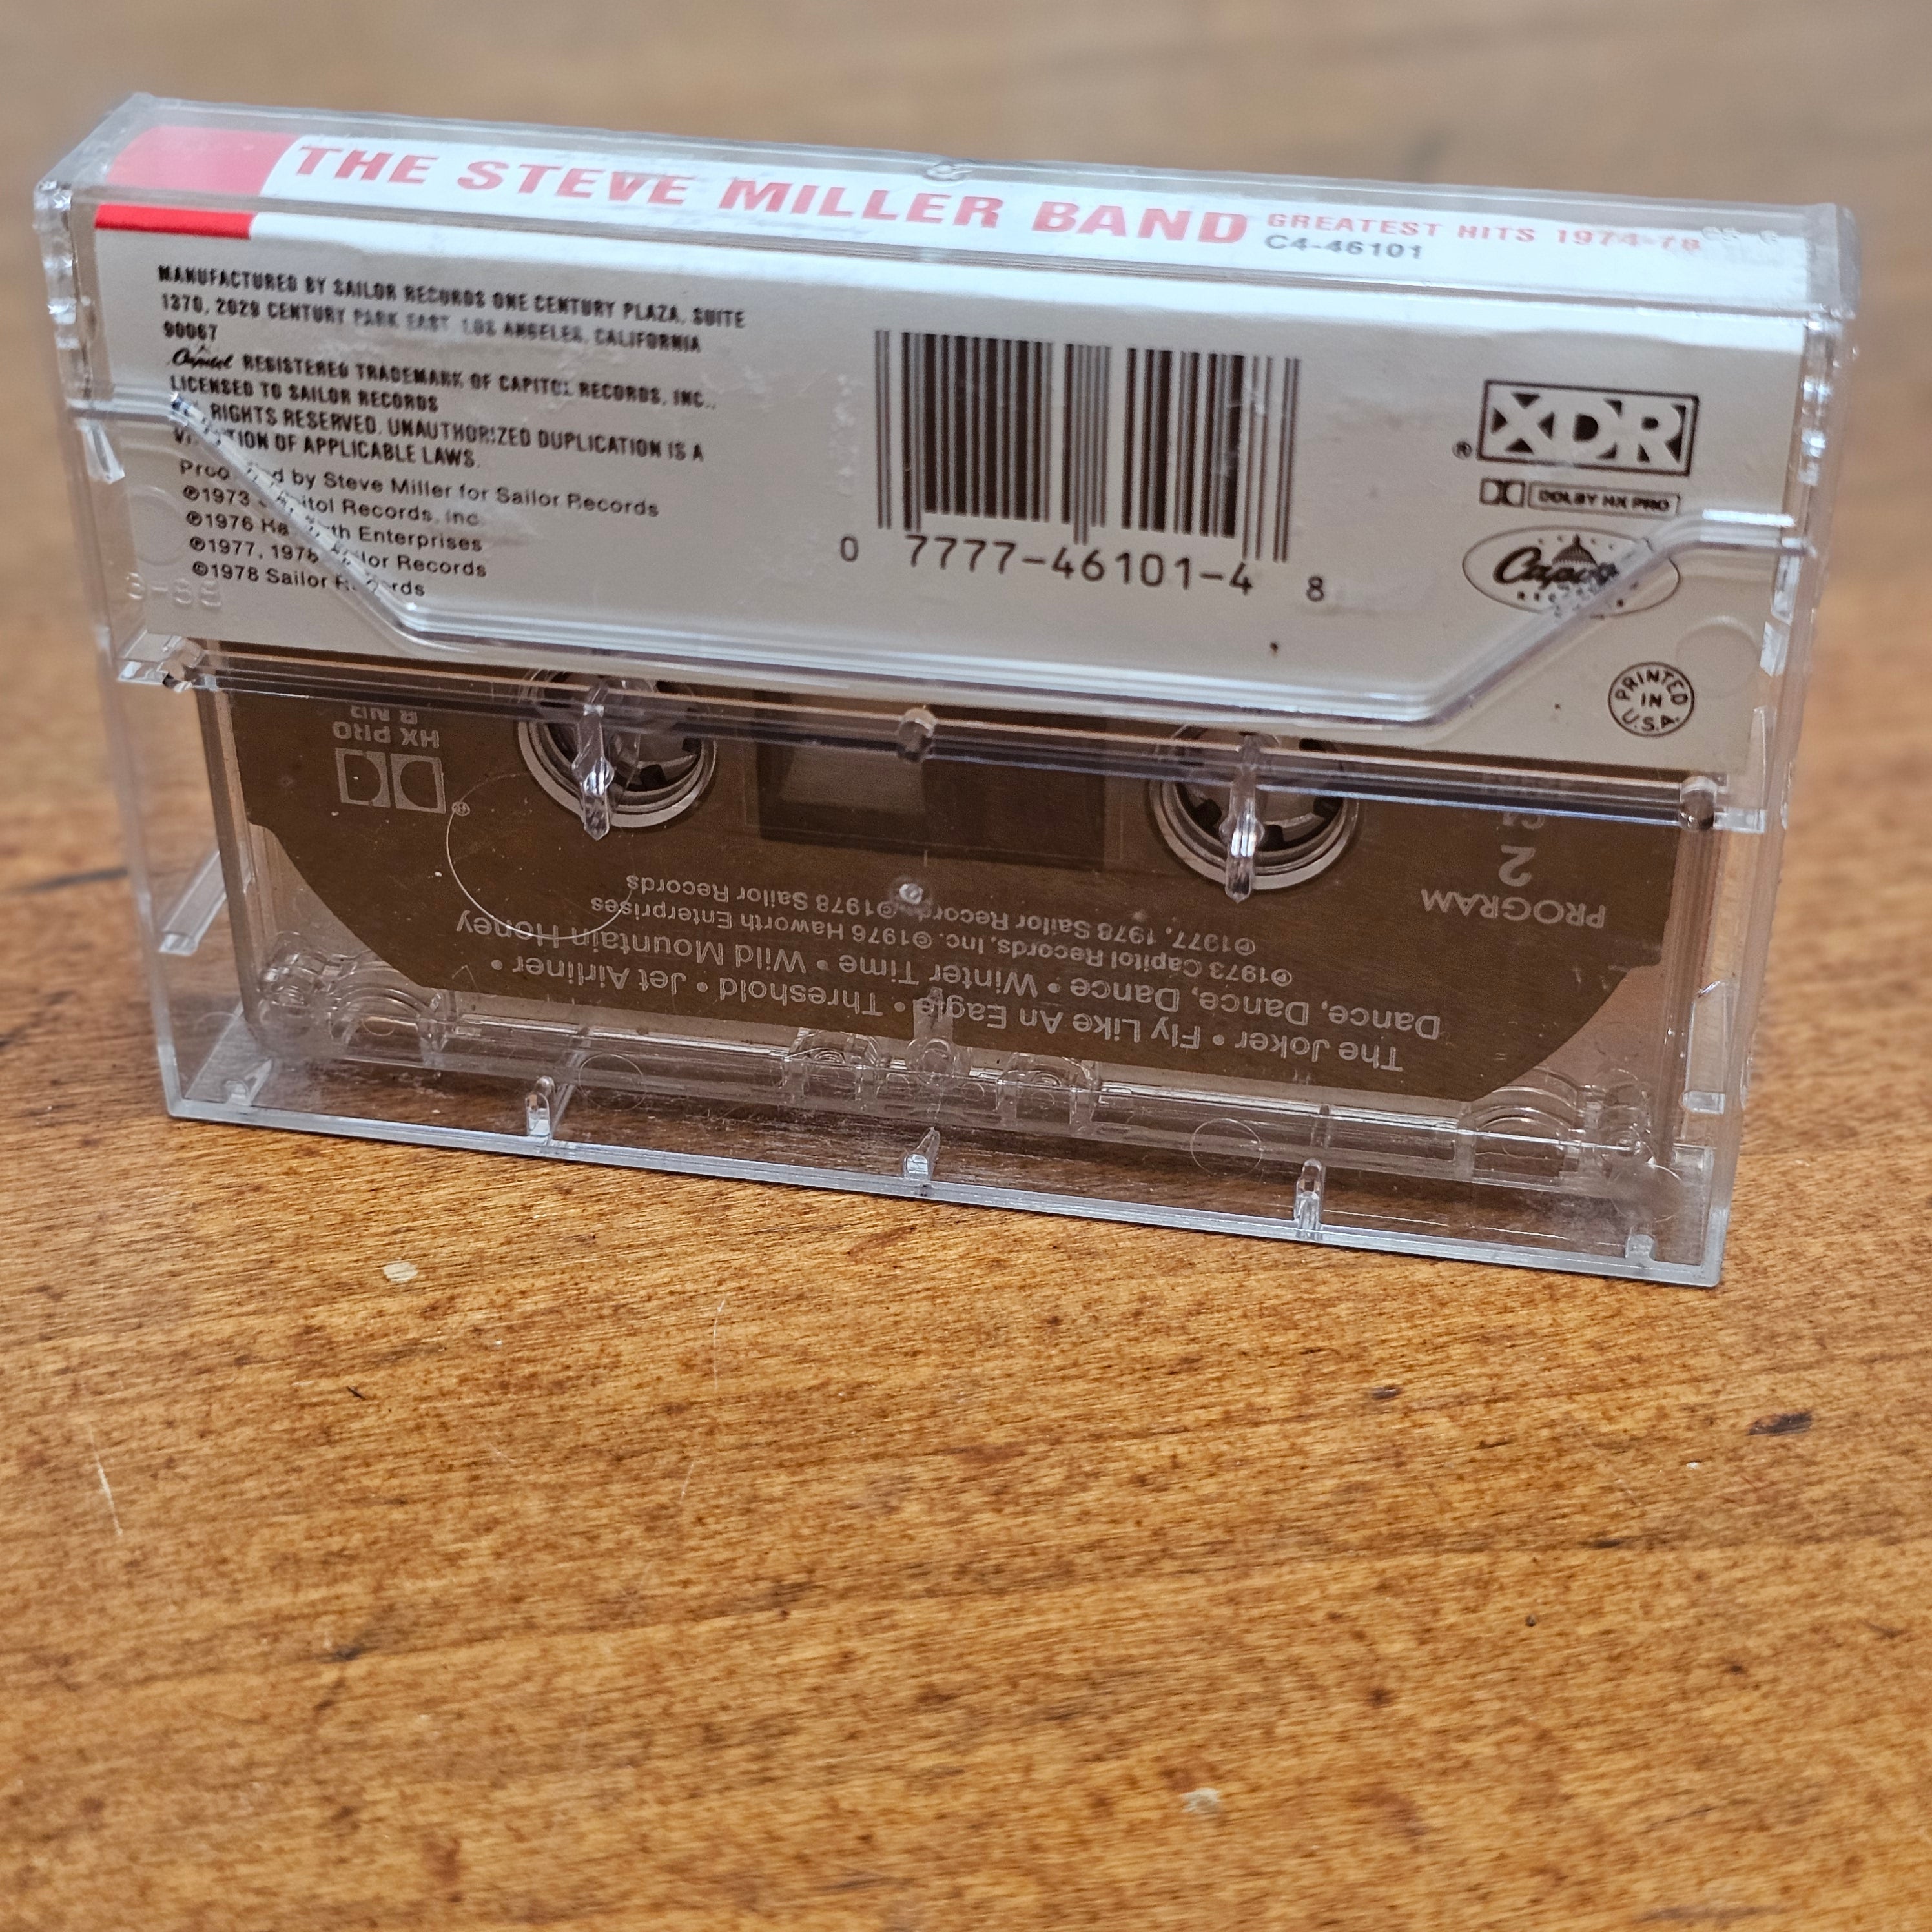 THE STEVE MILLER BAND GREATEST HITS 1974-78
C4-46101
MANUFACTURED BY SAILOR RECORDS ONE CENTURY PLAZA, SUITE
1370, 2029 CENTURY PARK EAST, LOS ANGELES, CALIFORNIA
90067
Capitol REGISTERED TRADEMARK OF CAPITOL RECORDS, INC.,
LICENSED TO SAILOR RECORDS
RIGHTS RESERVED. UNAUTHORIZED DUPLICATION IS A
OF APPLICABLE LAWS.
by Steve Miller for Sailor Records
℗1973 Capitol Records, Inc.
℗1976 Haworth Enterprises
℗1977, 1978 Sailor Records
©1978 Sailor Records
0 7777-46101-4 8
XDR
®
DOLBY HX PRO
Capitol
PRINTED
IN
U.S.A.
HX PRO
®
PROGRAM
2
℗1973 Capitol Records, Inc. ℗1976 Haworth Enterprises
℗1977, 1978 Sailor Records ©1978 Sailor Records
The Joker • Fly Like An Eagle • Threshold • Jet Airliner •
Dance, Dance, Dance • Winter Time • Wild Mountain Honey